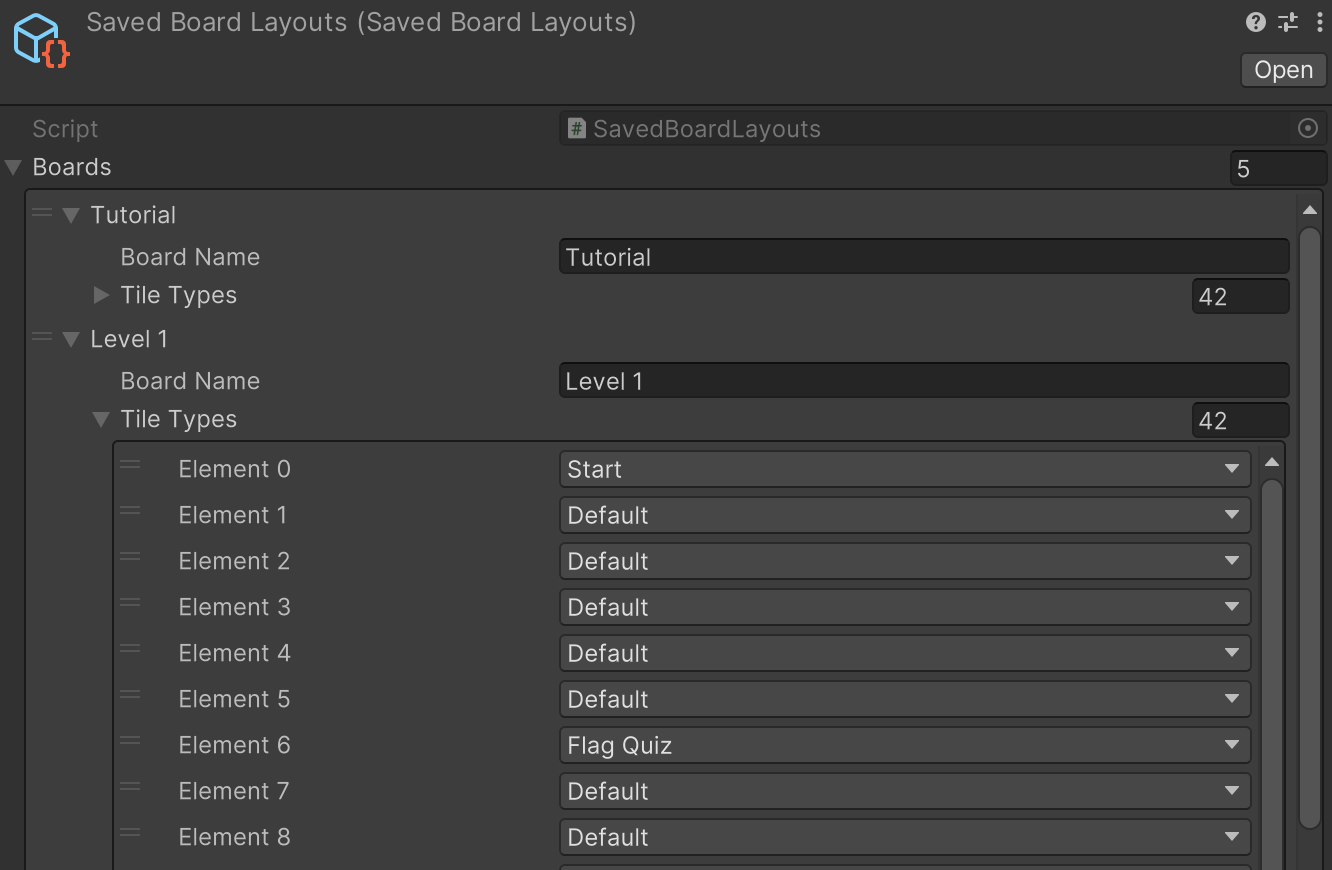 Saved Board Layouts (Saved Board Layouts)
Open
Script # SavedBoardLayouts
Boards 5
Tutorial
Board Name Tutorial
Tile Types 42
Level 1
Board Name Level 1
Tile Types 42
Element 0 Start
Element 1 Default
Element 2 Default
Element 3 Default
Element 4 Default
Element 5 Default
Element 6 Flag Quiz
Element 7 Default
Element 8 Default